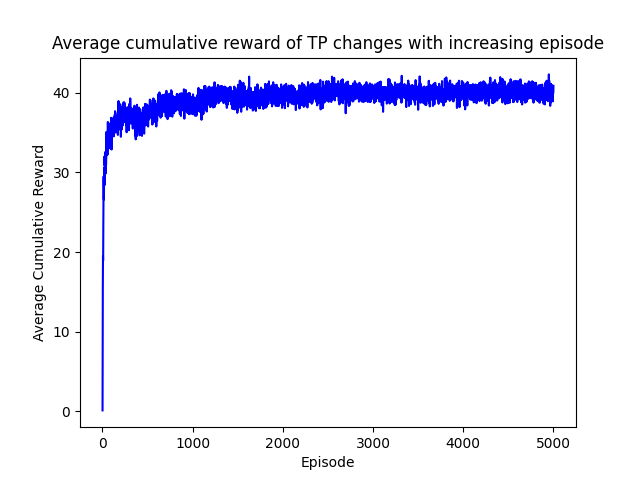 Average cumulative reward of TP changes with increasing episode
40
30
20
10
0
Average Cumulative Reward
0 1000 2000 3000 4000 5000
Episode